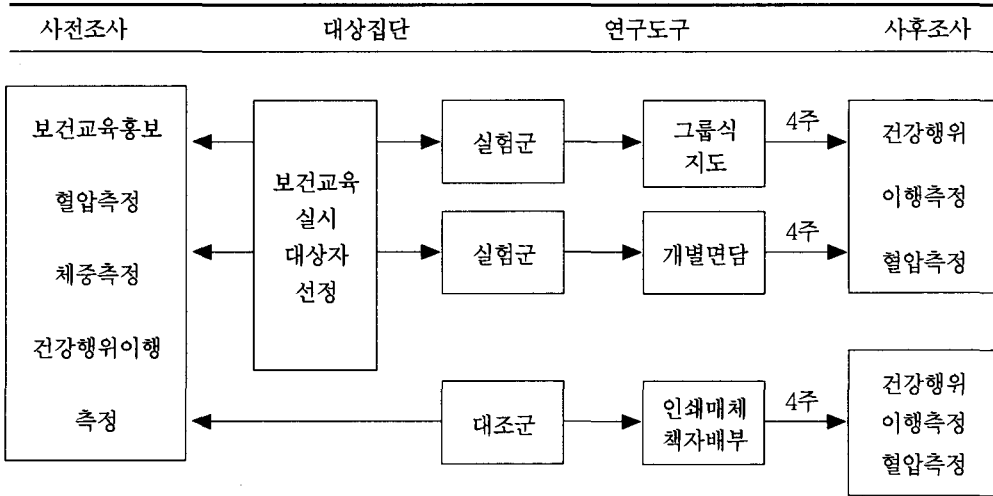 사전조사 대상집단 연구도구 사후조사
보건교육홍보
혈압측정
체중측정
건강행위이행
측정
보건교육
실시
대상자
선정
실험군
그룹식
지도
4주
실험군
개별면담
4주
건강행위
이행측정
혈압측정
대조군
인쇄매체
책자배부
4주
건강행위
이행측정
혈압측정